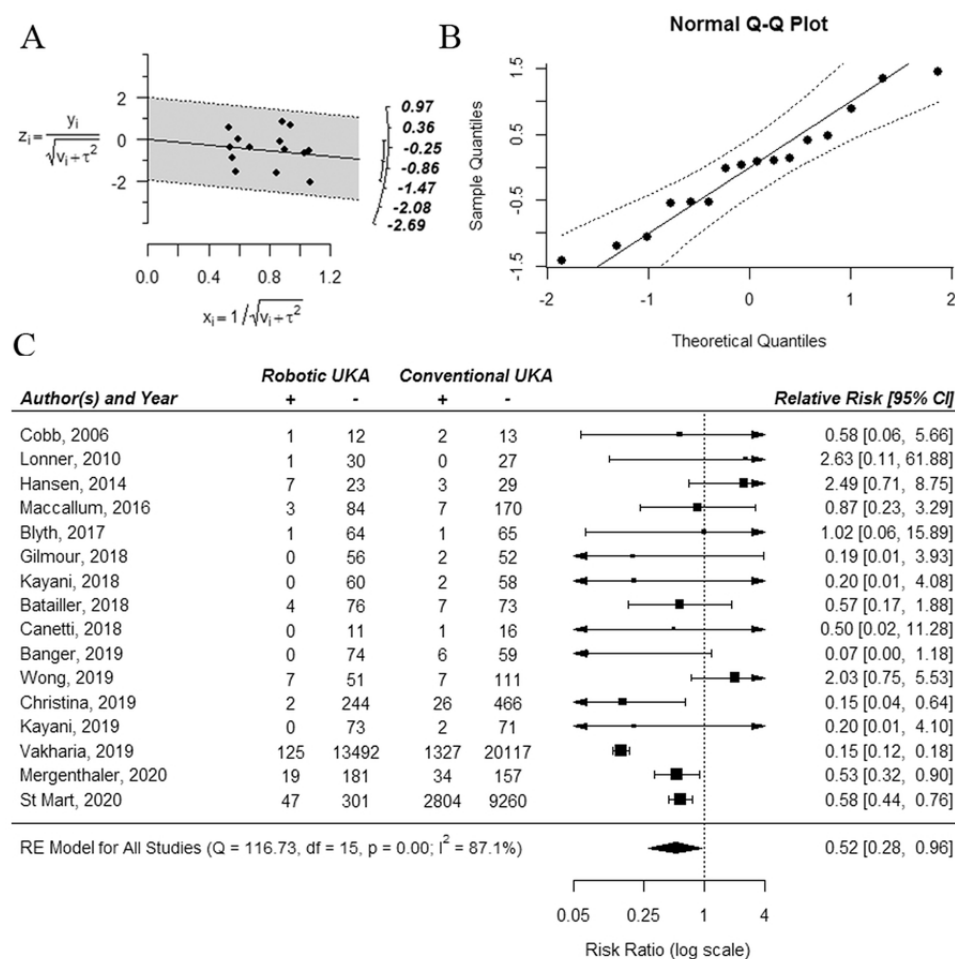 A
2
0
-2
zᵢ = yᵢ / √(vᵢ + τ²)
0.97
0.36
-0.25
-0.86
-1.47
-2.08
-2.69
0.0 0.4 0.8 1.2
xᵢ = 1/√(vᵢ + τ²)
B
Normal Q-Q Plot
Sample Quantiles
1.5
0.5
-0.5
-1.5
-2 -1 0 1 2
Theoretical Quantiles
C
Robotic UKA Conventional UKA
Author(s) and Year + - + - Relative Risk [95% CI]
Cobb, 2006 1 12 2 13 0.58 [0.06, 5.66]
Lonner, 2010 1 30 0 27 2.63 [0.11, 61.88]
Hansen, 2014 7 23 3 29 2.49 [0.71, 8.75]
Maccallum, 2016 3 84 7 170 0.87 [0.23, 3.29]
Blyth, 2017 1 64 1 65 1.02 [0.06, 15.89]
Gilmour, 2018 0 56 2 52 0.19 [0.01, 3.93]
Kayani, 2018 0 60 2 58 0.20 [0.01, 4.08]
Batailler, 2018 4 76 7 73 0.57 [0.17, 1.88]
Canetti, 2018 0 11 1 16 0.50 [0.02, 11.28]
Banger, 2019 0 74 6 59 0.07 [0.00, 1.18]
Wong, 2019 7 51 7 111 2.03 [0.75, 5.53]
Christina, 2019 2 244 26 466 0.15 [0.04, 0.64]
Kayani, 2019 0 73 2 71 0.20 [0.01, 4.10]
Vakharia, 2019 125 13492 1327 20117 0.15 [0.12, 0.18]
Mergenthaler, 2020 19 181 34 157 0.53 [0.32, 0.90]
St Mart, 2020 47 301 2804 9260 0.58 [0.44, 0.76]
RE Model for All Studies (Q = 116.73, df = 15, p = 0.00; I² = 87.1%) 0.52 [0.28, 0.96]
0.05 0.25 1 4
Risk Ratio (log scale)